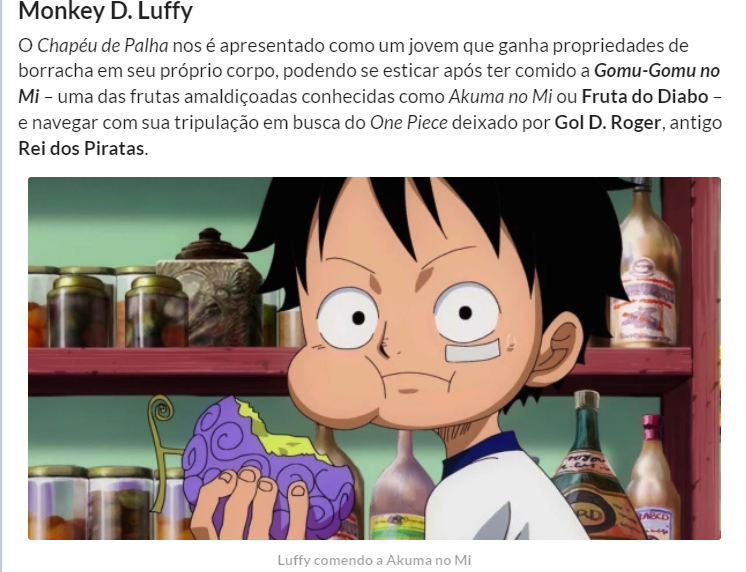 Monkey D. Luffy
O Chapéu de Palha nos é apresentado como um jovem que ganha propriedades de
borracha em seu próprio corpo, podendo se esticar após ter comido a Gomu-Gomu no
Mi – uma das frutas amaldiçoadas conhecidas como Akuma no Mi ou Fruta do Diabo –
e navegar com sua tripulação em busca do One Piece deixado por Gol D. Roger, antigo
Rei dos Piratas.
Luffy comendo a Akuma no Mi